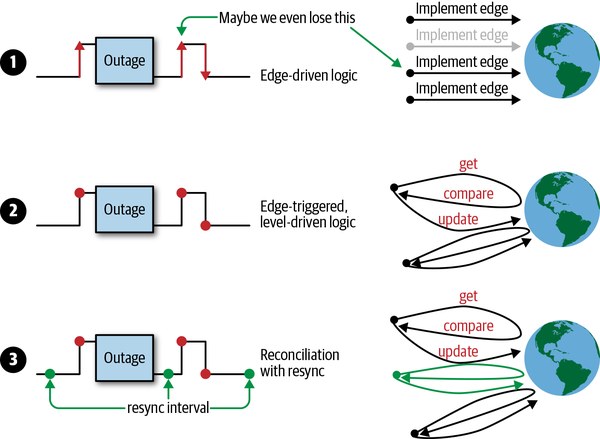 Maybe we even lose this
1
Outage
Edge-driven logic
Implement edge
Implement edge
Implement edge
Implement edge
2
Outage
Edge-triggered,
level-driven logic
get
compare
update
3
Outage
Reconciliation
with resync
resync interval
get
compare
update